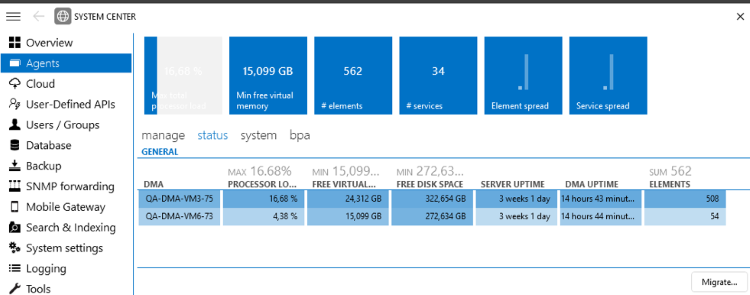 SYSTEM CENTER
Overview
Agents
Cloud
User-Defined APIs
Users / Groups
Database
Backup
SNMP forwarding
Mobile Gateway
Search & Indexing
System settings
Logging
Tools
16,68 %
15,099 GB
Min free virtual
memory
562
# elements
34
# services
Element spread
Service spread
manage status system bpa
GENERAL
MAX 16.68% MIN 15,099... MIN 272,63... SUM 562
DMA PROCESSOR LO... FREE VIRTUAL... FREE DISK SPACE SERVER UPTIME DMA UPTIME ELEMENTS
QA-DMA-VM3-75 16,68 % 24,312 GB 322,654 GB 3 weeks 1 day 14 hours 43 minut... 508
QA-DMA-VM6-73 4,38 % 15,099 GB 272,634 GB 3 weeks 1 day 14 hours 44 minut... 54
Migrate...